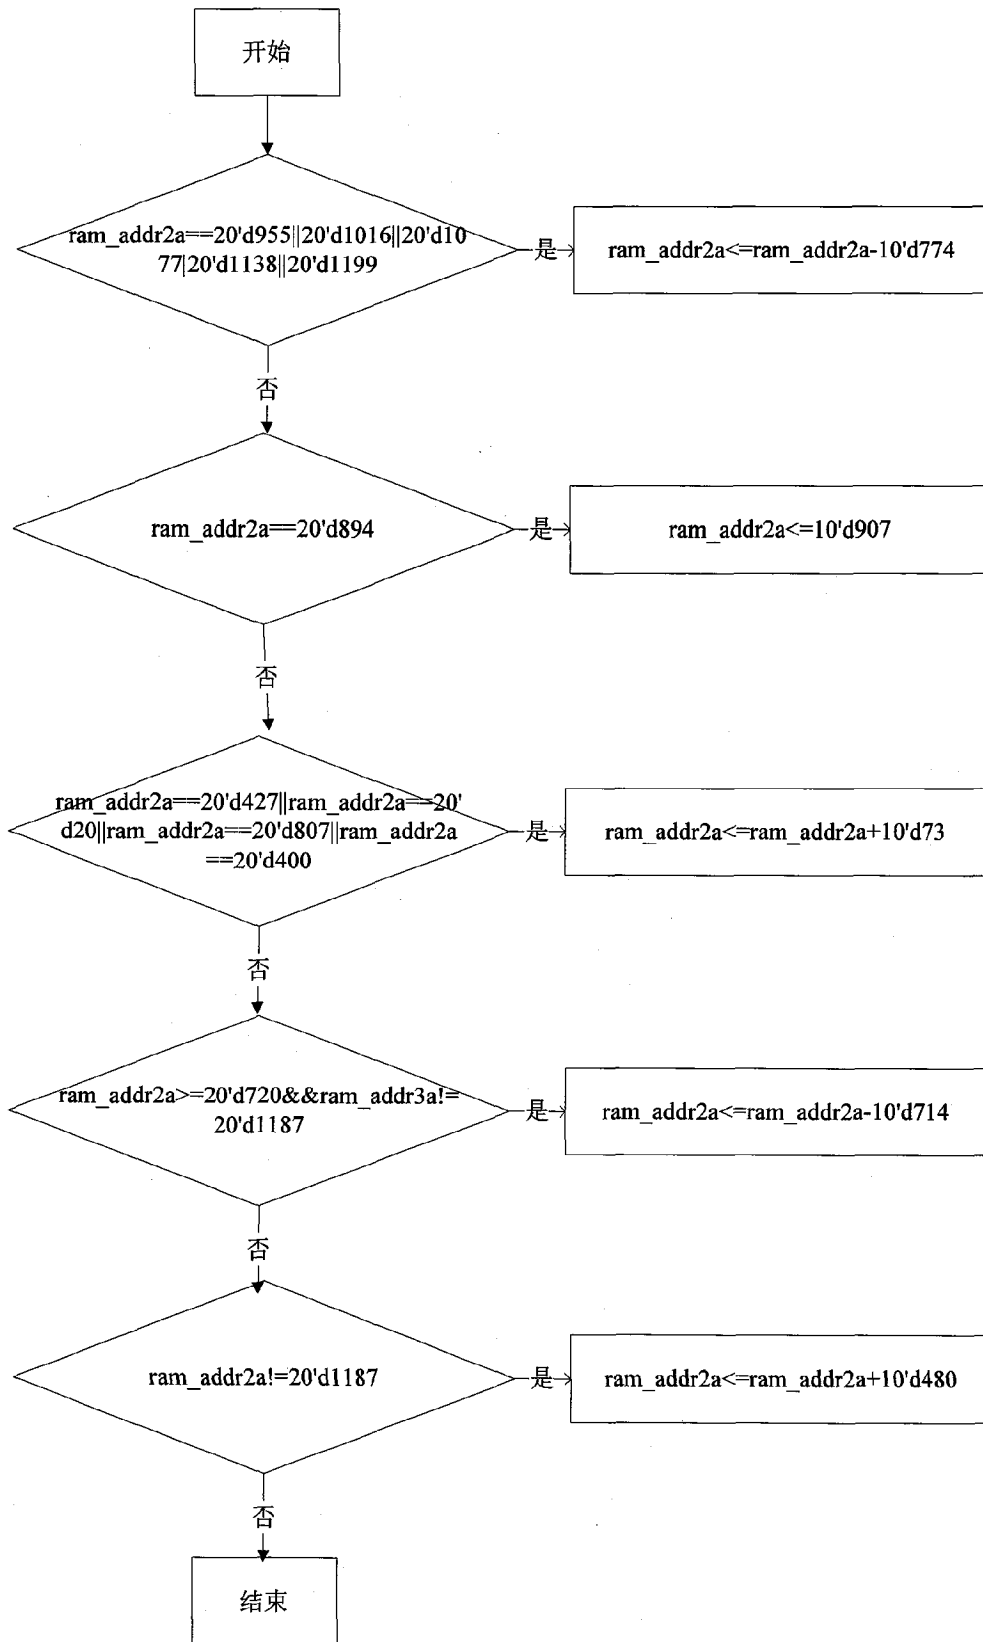 开始
ram_addr2a==20'd955||20'd1016||20'd10
77|20'd1138||20'd1199
是
ram_addr2a<=ram_addr2a-10'd774
否
ram_addr2a==20'd894
是
ram_addr2a<=10'd907
否
ram_addr2a==20'd427||ram_addr2a==20'
d20||ram_addr2a==20'd807||ram_addr2a
==20'd400
是
ram_addr2a<=ram_addr2a+10'd73
否
ram_addr2a>=20'd720&&ram_addr3a!=
20'd1187
是
ram_addr2a<=ram_addr2a-10'd714
否
ram_addr2a!=20'd1187
是
ram_addr2a<=ram_addr2a+10'd480
否
结束